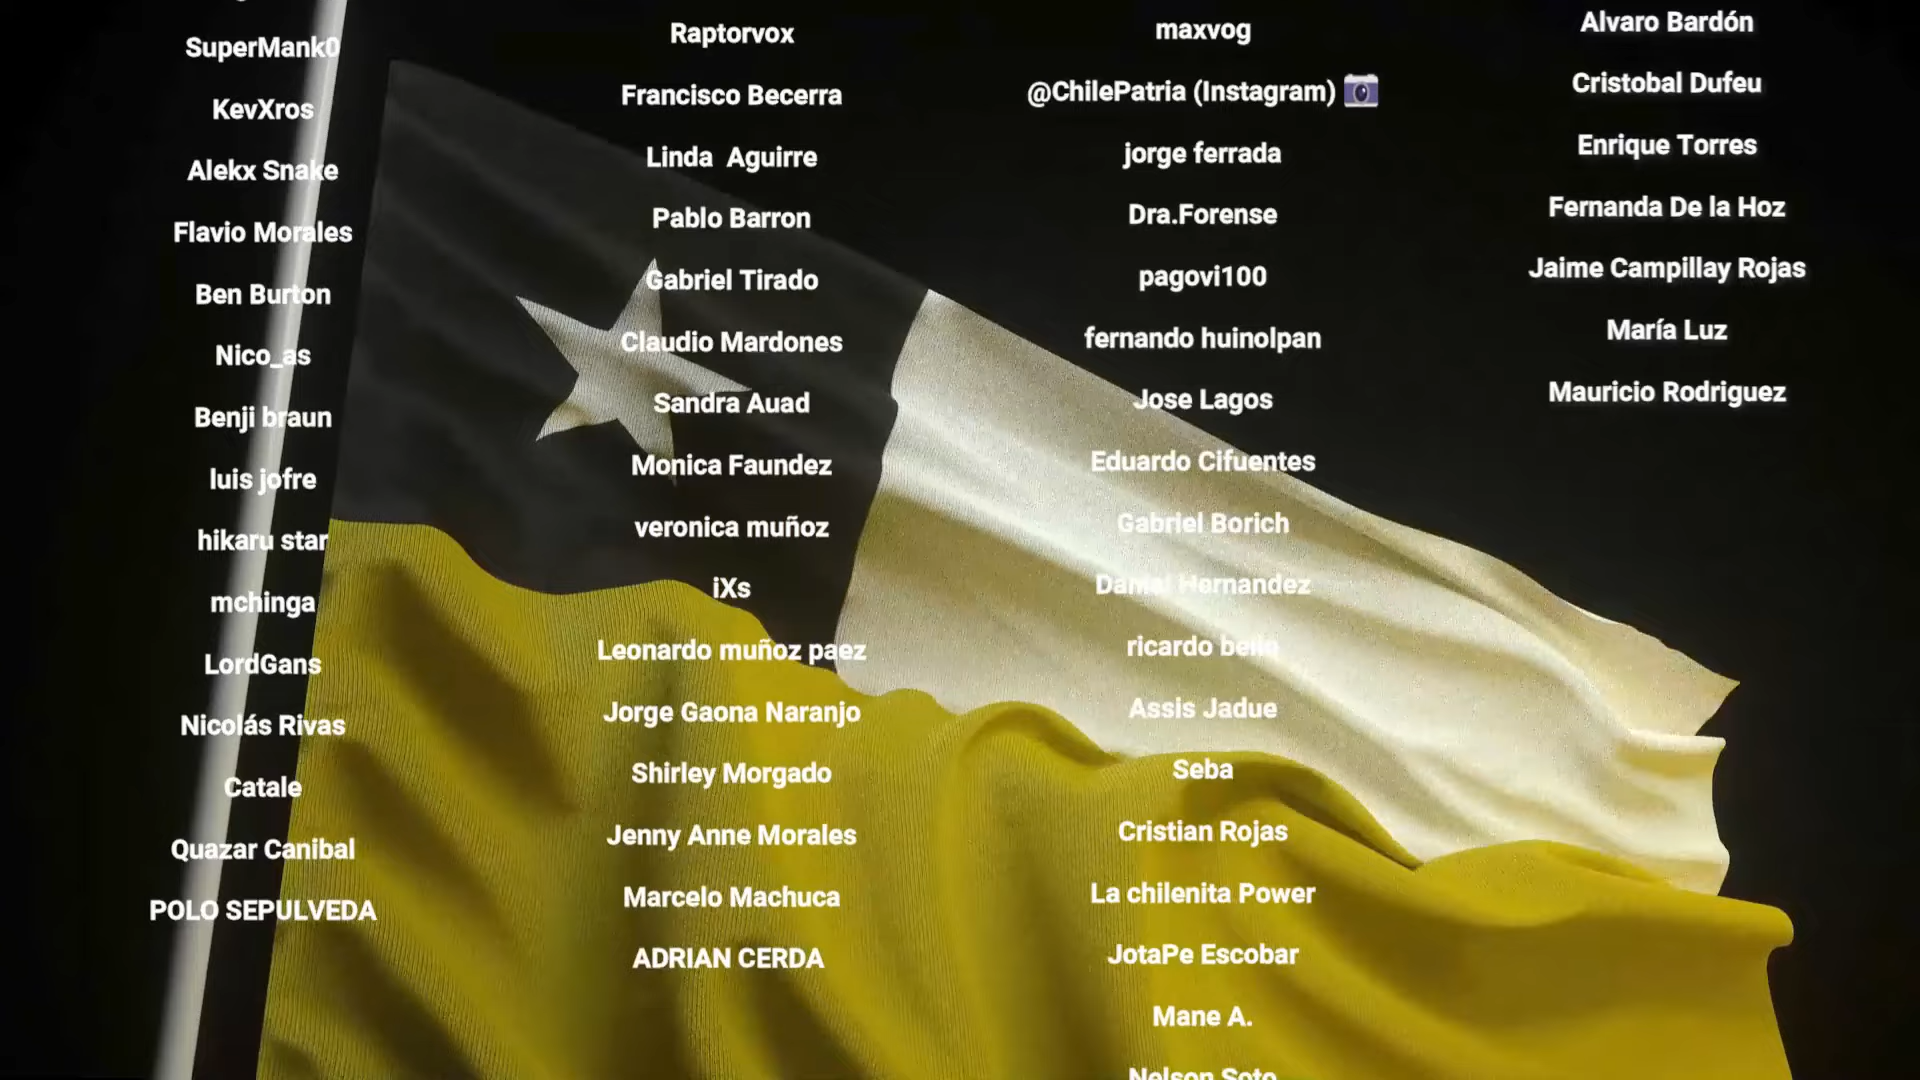 SuperMank0
KevXros
Alekx Snake
Flavio Morales
Ben Burton
Nico_as
Benji braun
luis jofre
hikaru star
mchinga
LordGans
Nicolás Rivas
Catale
Quazar Canibal
POLO SEPULVEDA
Raptorvox
Francisco Becerra
Linda  Aguirre
Pablo Barron
Gabriel Tirado
Claudio Mardones
Sandra Auad
Monica Faundez
veronica muñoz
iXs
Leonardo muñoz paez
Jorge Gaona Naranjo
Shirley Morgado
Jenny Anne Morales
Marcelo Machuca
ADRIAN CERDA
maxvog
@ChilePatria (Instagram) 📷
jorge ferrada
Dra.Forense
pagovi100
fernando huinolpan
Jose Lagos
Eduardo Cifuentes
Gabriel Borich
Daniel Hernandez
ricardo
Assis Jadue
Seba
Cristian Rojas
La chilenita Power
JotaPe Escobar
Mane A.
Nelson Soto
Alvaro Bardón
Cristobal Dufeu
Enrique Torres
Fernanda De la Hoz
Jaime Campillay Rojas
María Luz
Mauricio Rodriguez